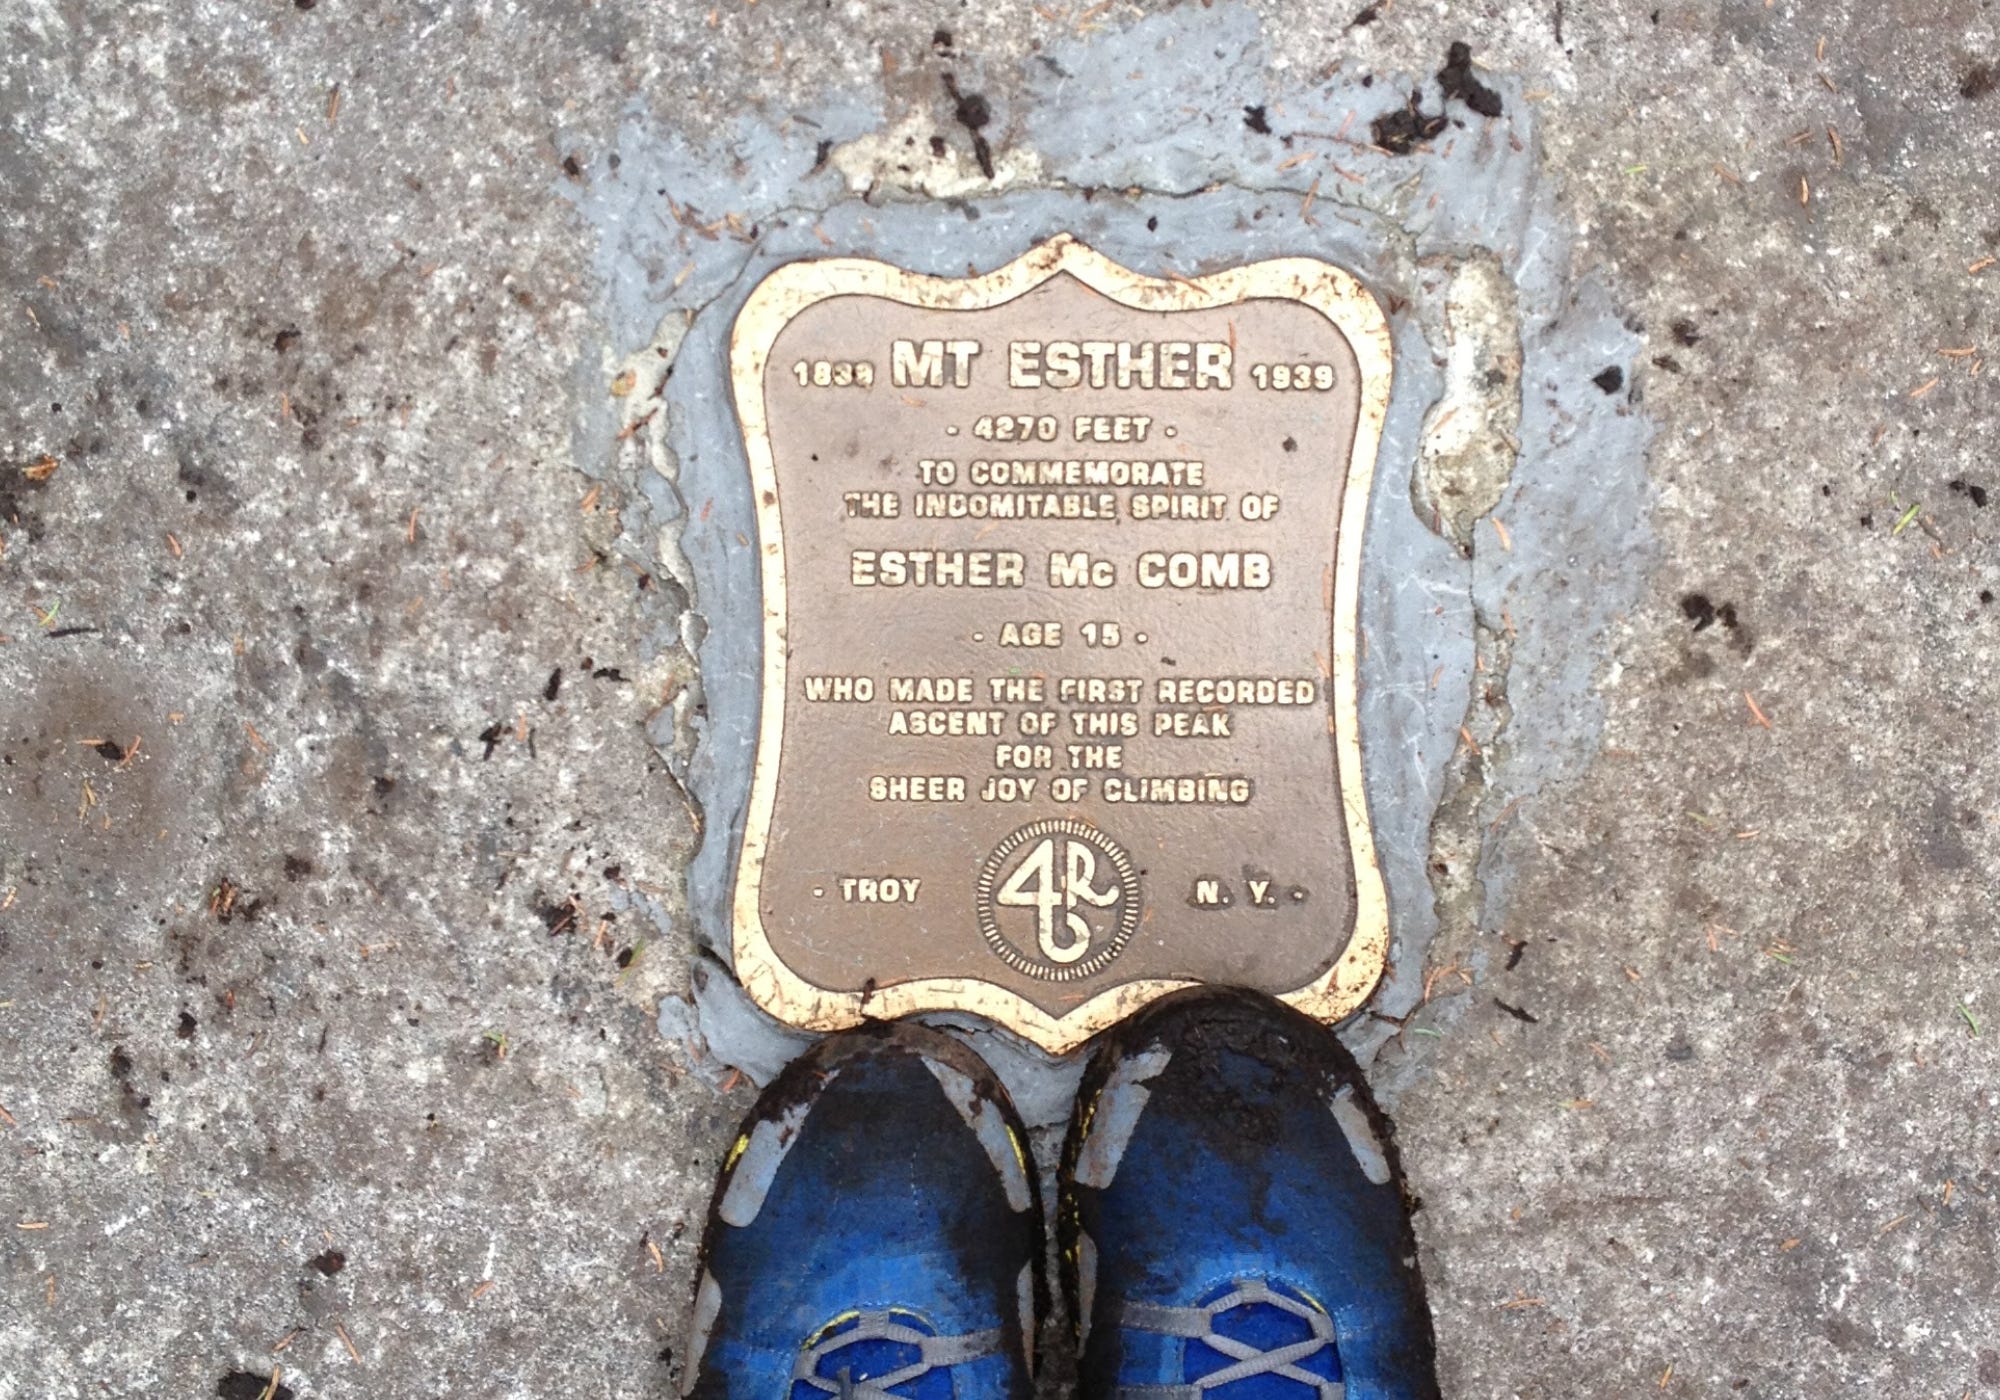 1839 MT ESTHER 1939
- 4270 FEET -
TO COMMEMORATE
THE INDOMITABLE SPIRIT OF
ESTHER Mc COMB
- AGE 15 -
WHO MADE THE FIRST RECORDED
ASCENT OF THIS PEAK
FOR THE
SHEER JOY OF CLIMBING
- TROY 46R N. Y. -